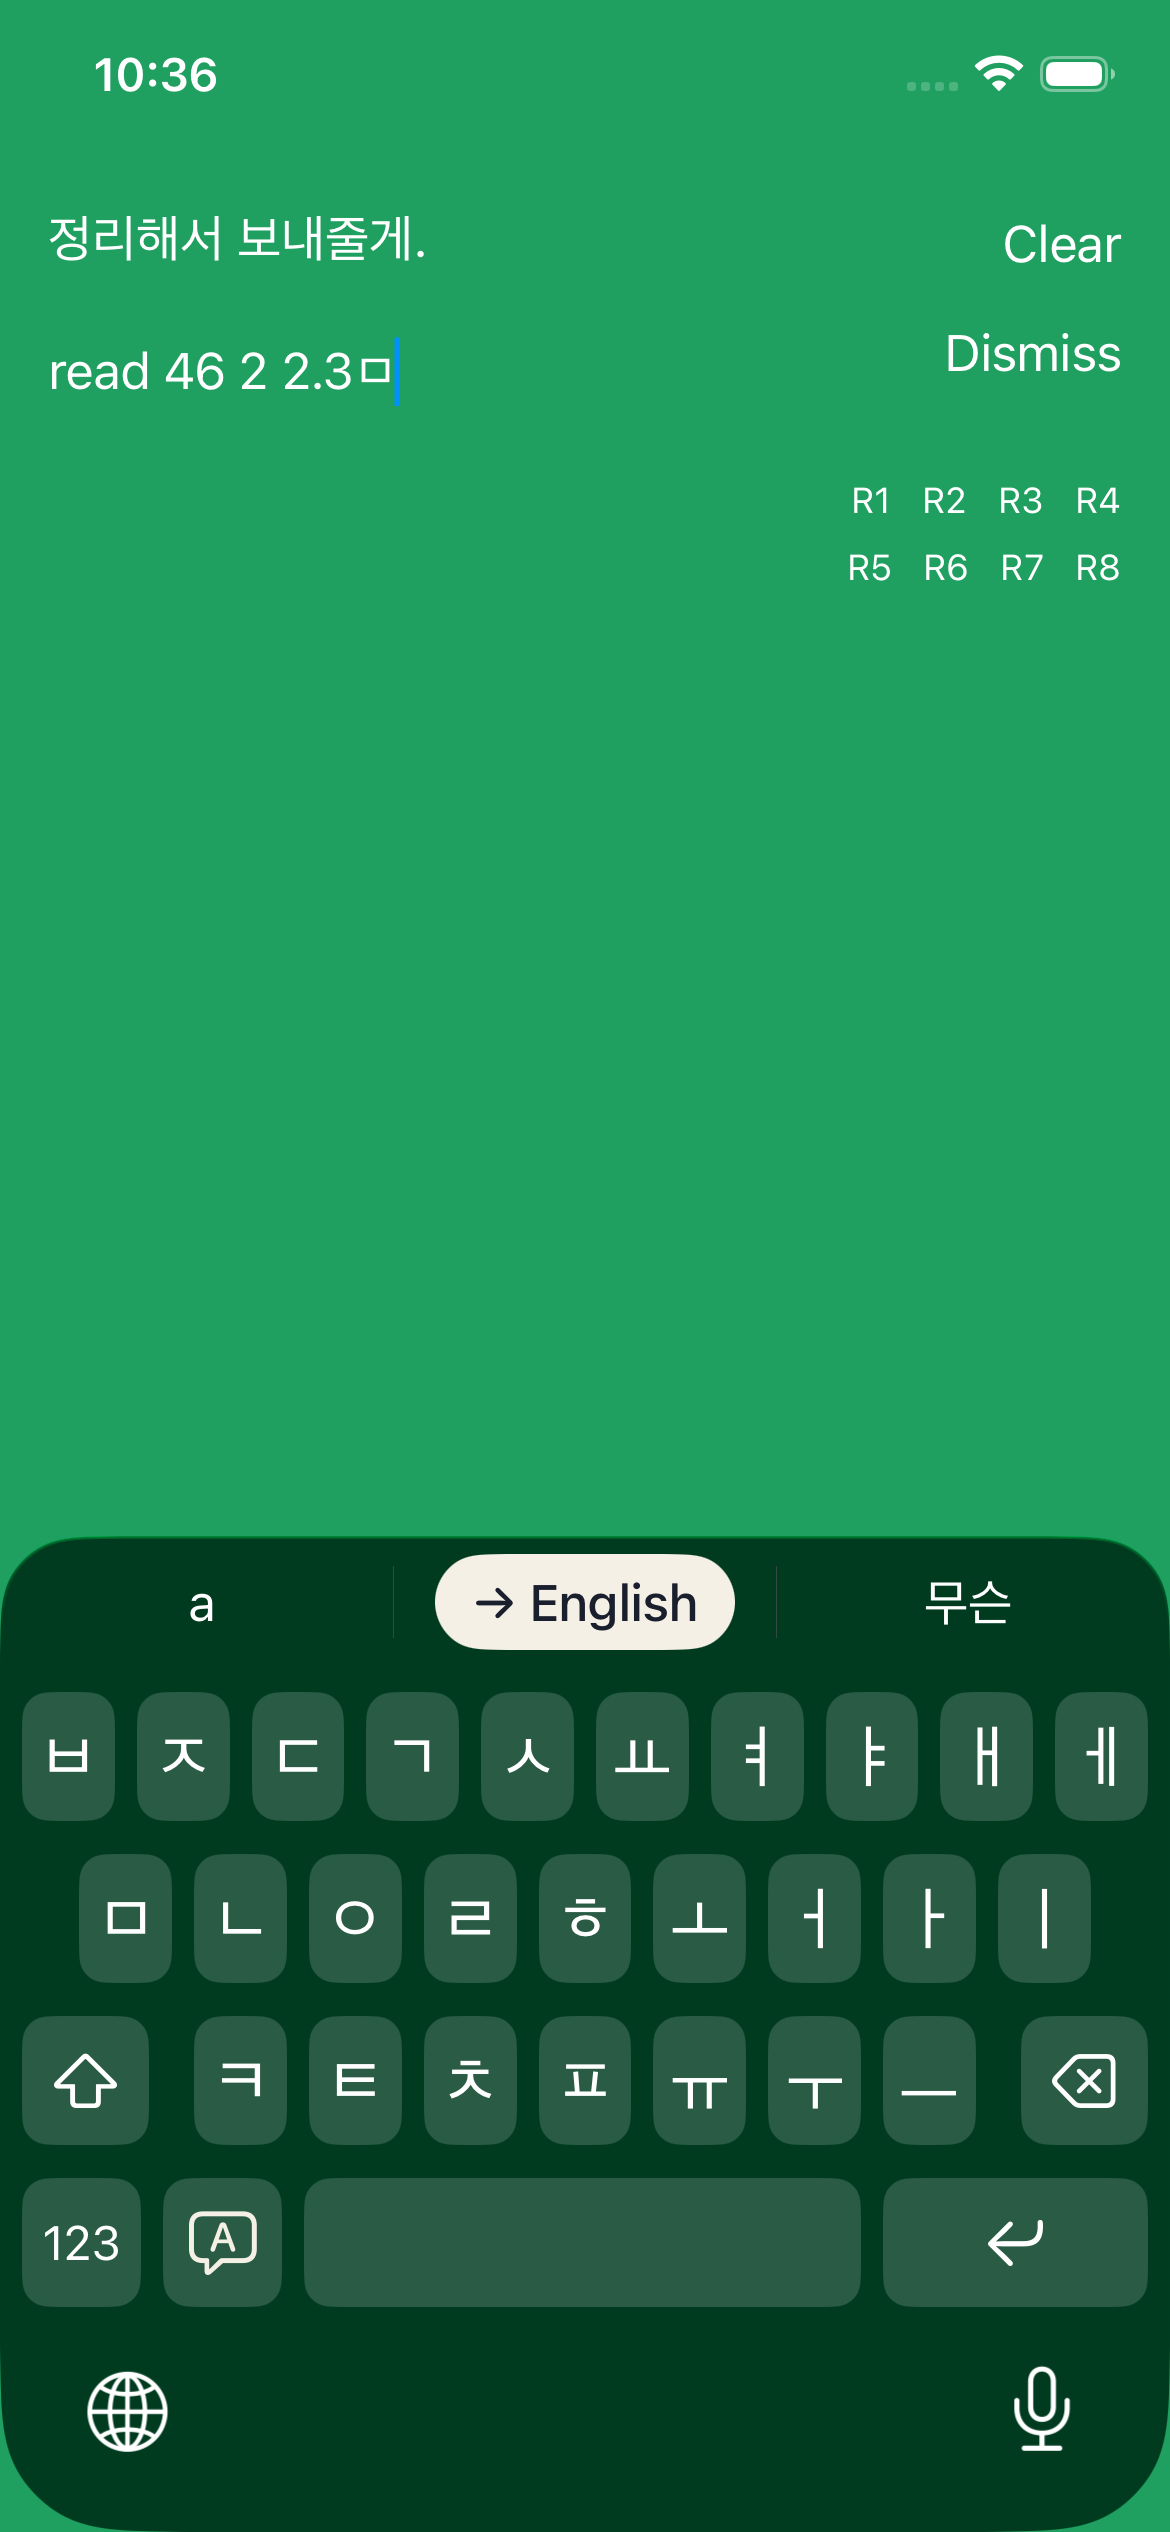 10:36
정리해서 보내줄게.
Clear
read 46 2 2.3ㅁ
Dismiss
R1 R2 R3 R4
R5 R6 R7 R8
a → English 무슨
ㅂ ㅈ ㄷ ㄱ ㅅ ㅛ ㅕ ㅑ ㅐ ㅔ
ㅁ ㄴ ㅇ ㄹ ㅎ ㅗ ㅓ ㅏ ㅣ
ㅋ ㅌ ㅊ ㅍ ㅠ ㅜ ㅡ
123 A